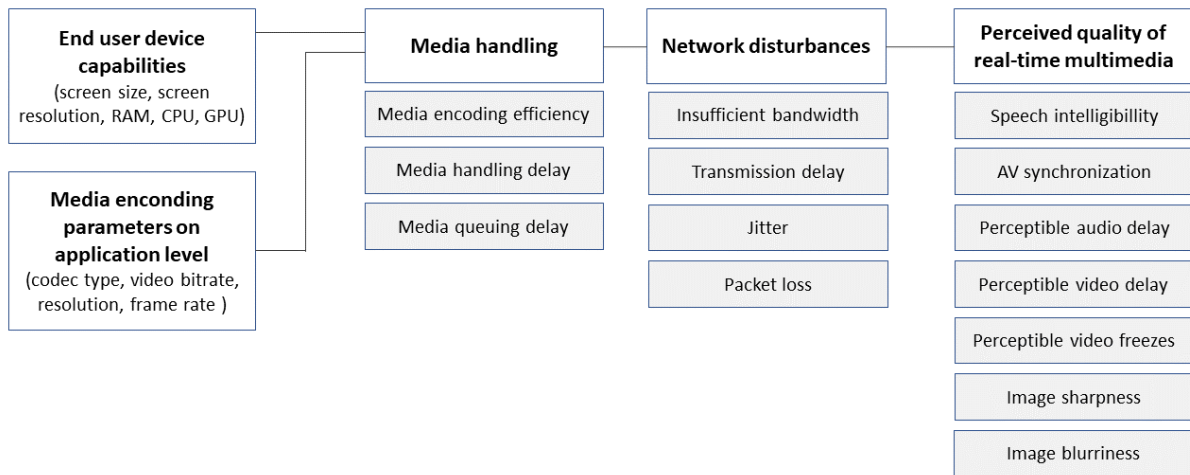 End user device
capabilities
(screen size, screen
resolution, RAM, CPU, GPU)
Media enconding
parameters on
application level
(codec type, video bitrate,
resolution, frame rate )
Media handling
Media encoding efficiency
Media handling delay
Media queuing delay
Network disturbances
Insufficient bandwidth
Transmission delay
Jitter
Packet loss
Perceived quality of
real-time multimedia
Speech intelligibillity
AV synchronization
Perceptible audio delay
Perceptible video delay
Perceptible video freezes
Image sharpness
Image blurriness